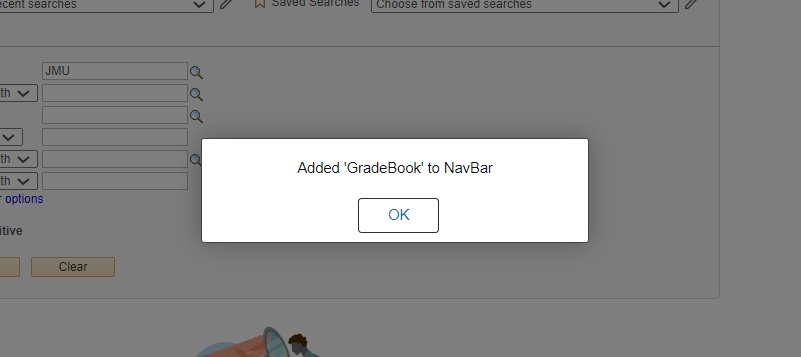 ecent searches
Saved Searches
Choose from saved searches
JMU
th
th
th
r options
itive
Clear
Added 'GradeBook' to NavBar
OK